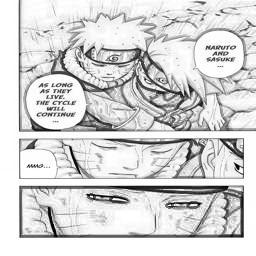 NARUTO
AND
SASUKE
...
AS LONG
AS THEY
LIVE,
THE CYCLE
WILL
CONTINUE
...
MMG...